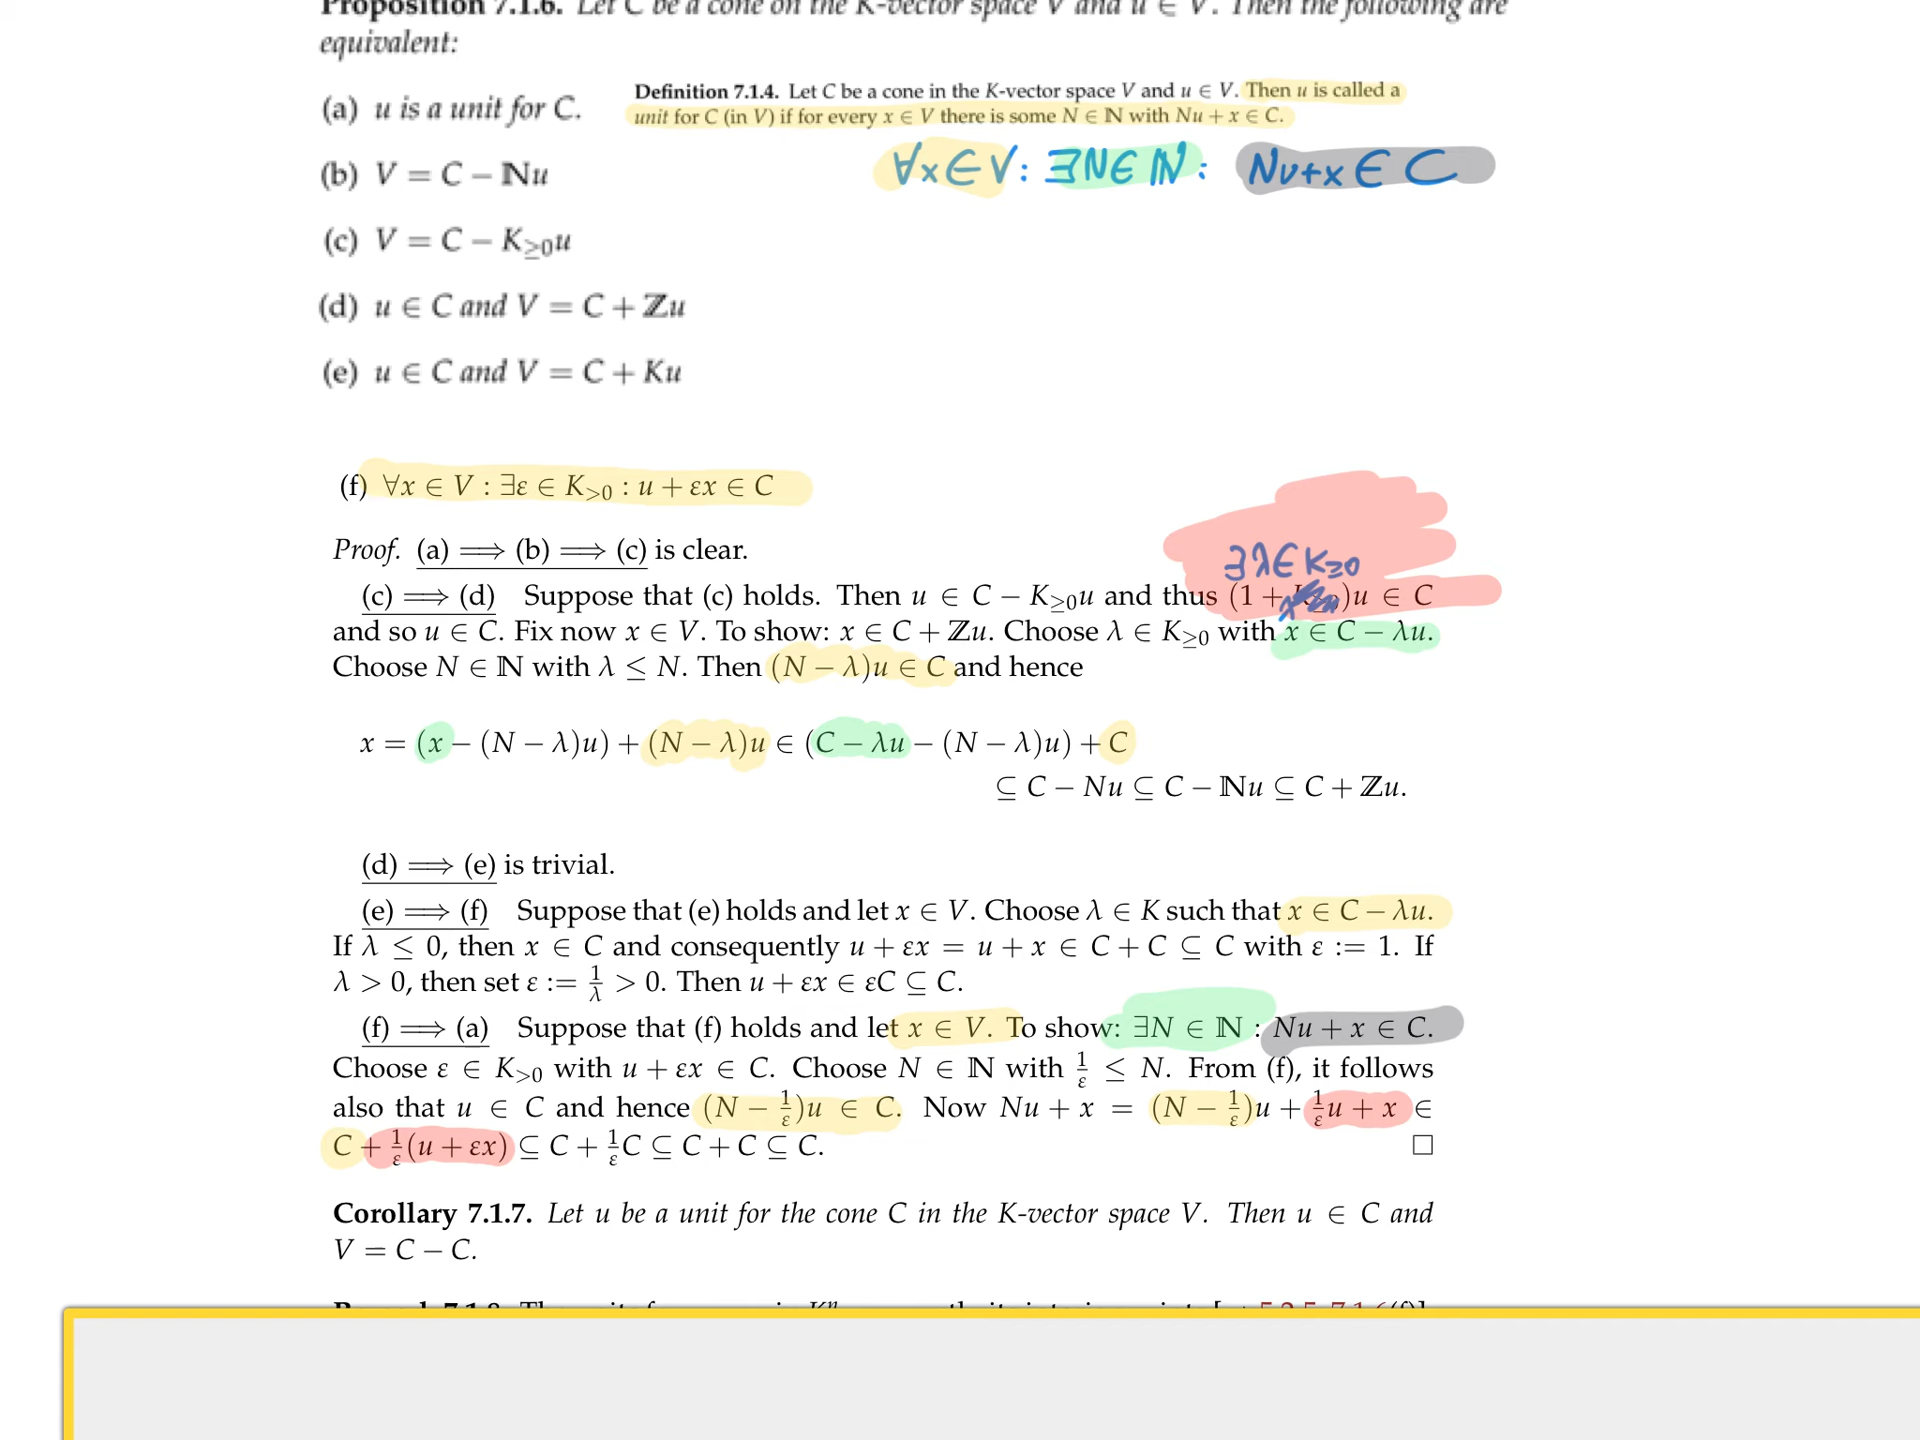 Proposition 7.1.6. Let C be a cone on the K-vector space V and u ∈ V. Then the following are
equivalent:
(a) u is a unit for C.
Definition 7.1.4. Let C be a cone in the K-vector space V and u ∈ V. Then u is called a
unit for C (in V) if for every x ∈ V there is some N ∈ ℕ with Nu + x ∈ C.
∀x∈V: ∃N∈ℕ: Nu+x∈C
(b) V = C − ℕu
(c) V = C − K≥0u
(d) u ∈ C and V = C + ℤu
(e) u ∈ C and V = C + Ku
(f) ∀x ∈ V : ∃ε ∈ K>0 : u + εx ∈ C
Proof. (a) ⟹ (b) ⟹ (c) is clear.
∃λ∈K≥0
(c) ⟹ (d) Suppose that (c) holds. Then u ∈ C − K≥0u and thus (1 + )u ∈ C
and so u ∈ C. Fix now x ∈ V. To show: x ∈ C + ℤu. Choose λ ∈ K≥0 with x ∈ C − λu.
Choose N ∈ ℕ with λ ≤ N. Then (N − λ)u ∈ C and hence
x = (x − (N − λ)u) + (N − λ)u ∈ (C − λu − (N − λ)u) + C
⊆ C − Nu ⊆ C − ℕu ⊆ C + ℤu.
(d) ⟹ (e) is trivial.
(e) ⟹ (f) Suppose that (e) holds and let x ∈ V. Choose λ ∈ K such that x ∈ C − λu.
If λ ≤ 0, then x ∈ C and consequently u + εx = u + x ∈ C + C ⊆ C with ε := 1. If
λ > 0, then set ε := 1/λ > 0. Then u + εx ∈ εC ⊆ C.
(f) ⟹ (a) Suppose that (f) holds and let x ∈ V. To show: ∃N ∈ ℕ : Nu + x ∈ C.
Choose ε ∈ K>0 with u + εx ∈ C. Choose N ∈ ℕ with 1/ε ≤ N. From (f), it follows
also that u ∈ C and hence (N − 1/ε)u ∈ C. Now Nu + x = (N − 1/ε)u + 1/ε u + x ∈
C + 1/ε(u + εx) ⊆ C + 1/ε C ⊆ C + C ⊆ C. □
Corollary 7.1.7. Let u be a unit for the cone C in the K-vector space V. Then u ∈ C and
V = C − C.